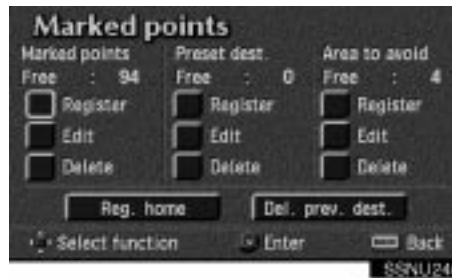 Marked points
Marked points Preset dest. Area to avoid
Free : 94 Free : 0 Free : 4
Register Register Register
Edit Edit Edit
Delete Delete Delete
Reg. home Del. prev. dest.
Select function Enter Back
SSNU24